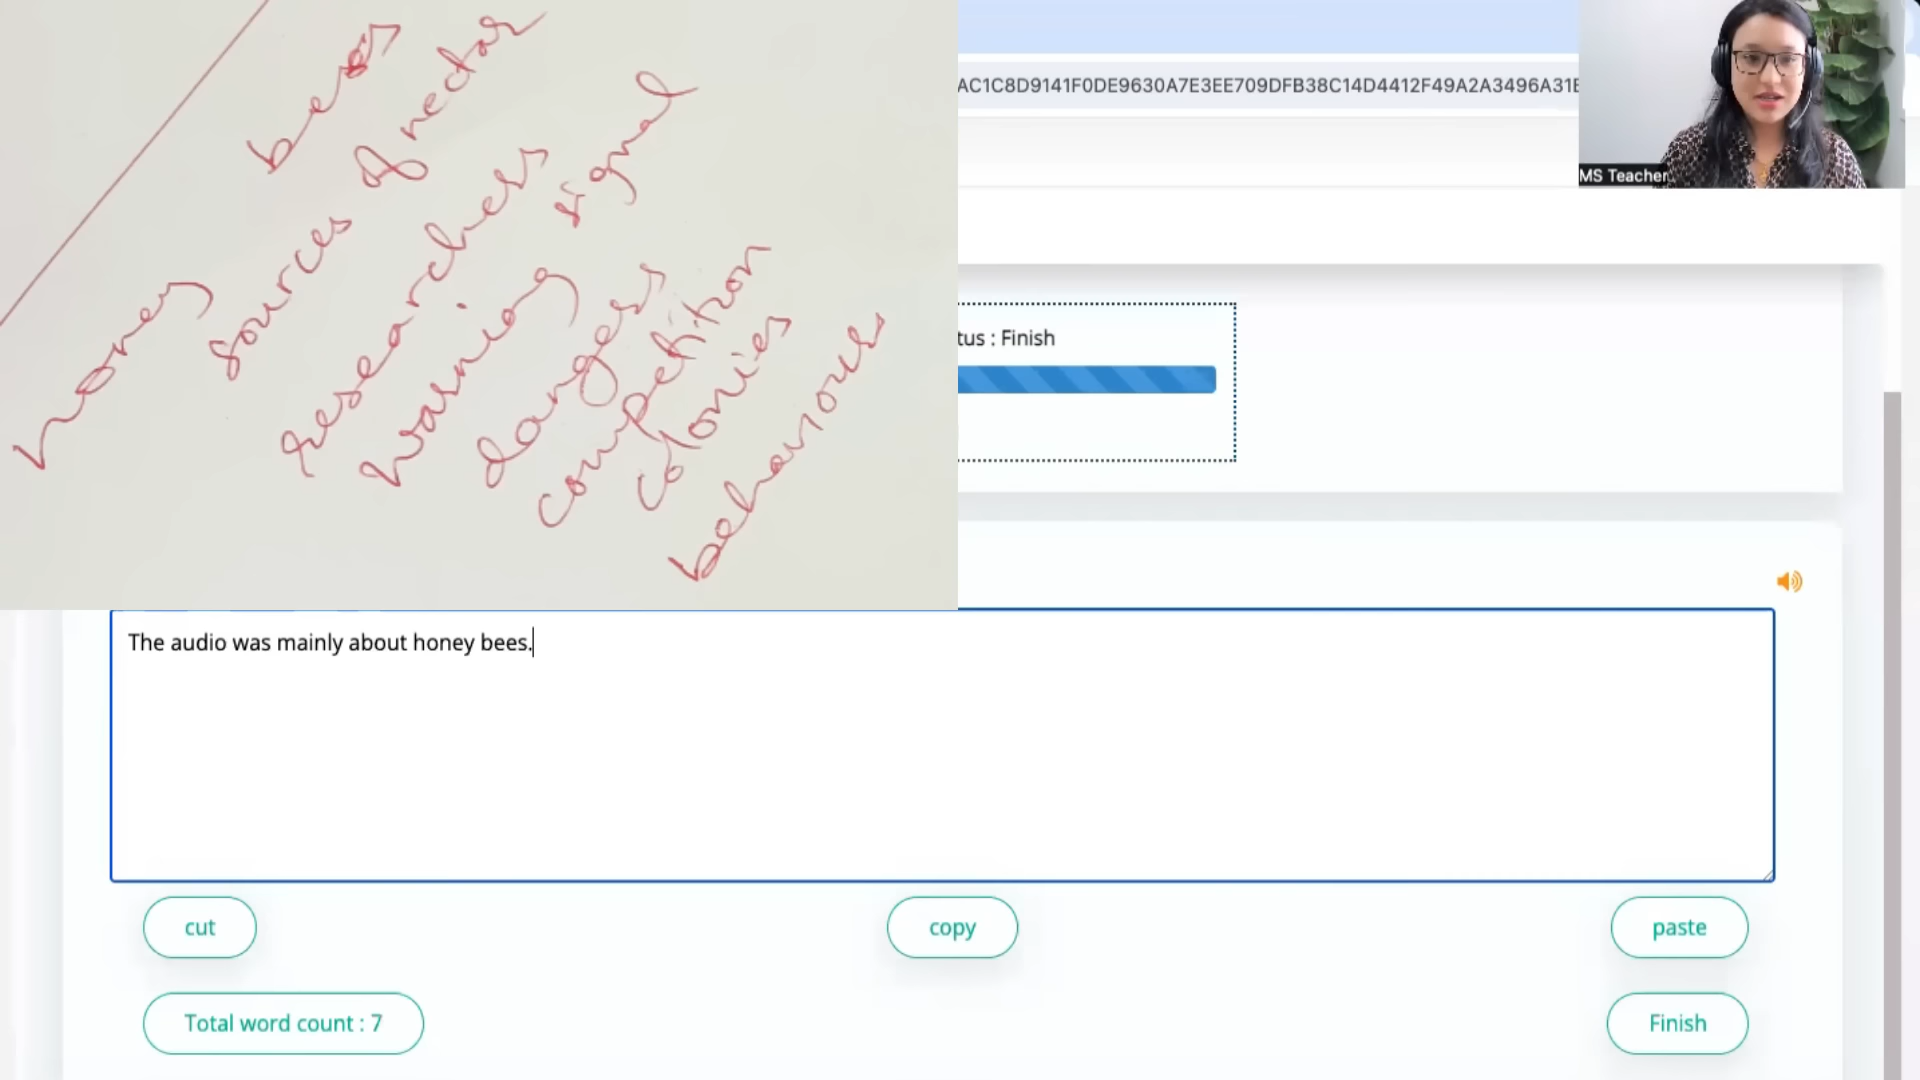 honey bees
sources of nectar
researchers
warning signal
dangers
competition
colonies
behaviours
AC1C8D9141F0DE9630A7E3EE709DFB38C14D4412F49A2A3496A31E
MS Teacher
tus : Finish
The audio was mainly about honey bees.
cut
copy
paste
Total word count : 7
Finish